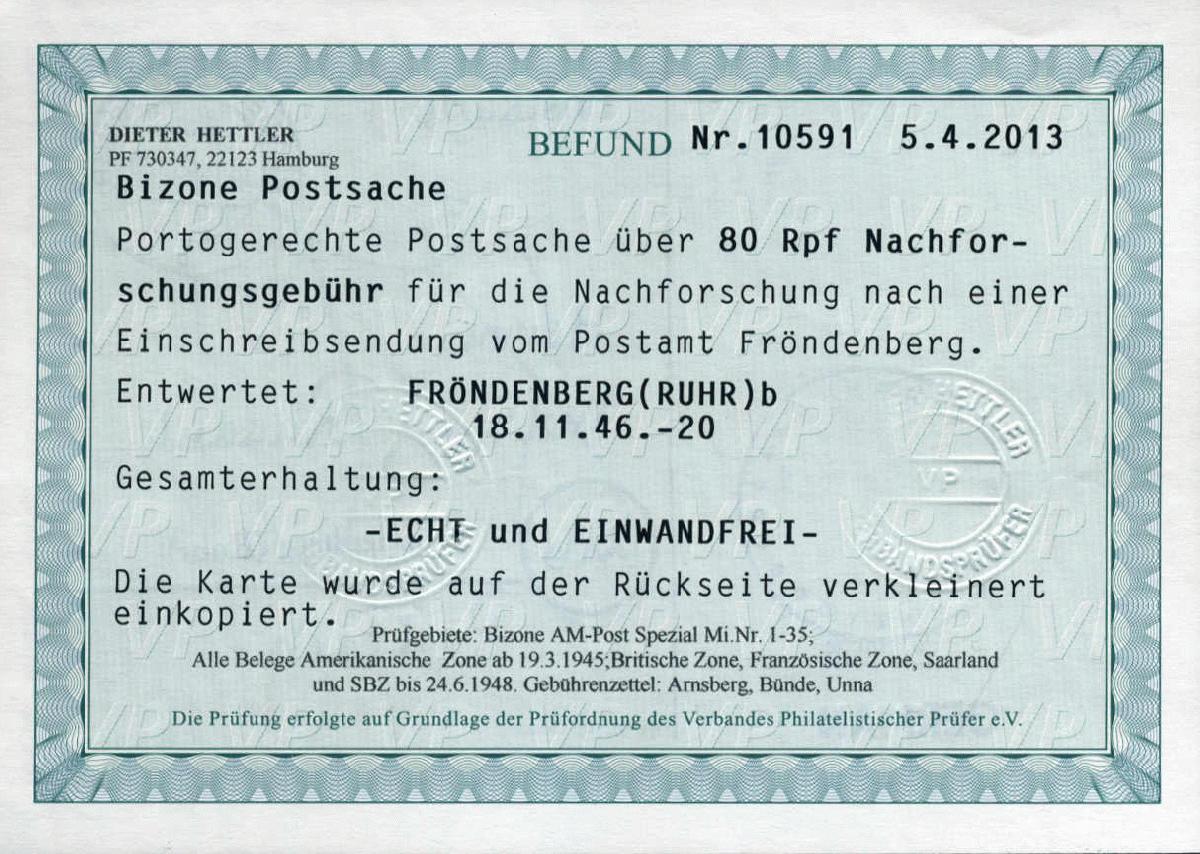 DIETER HETTLER
PF 730347, 22123 Hamburg
BEFUND Nr.10591 5.4.2013
Bizone Postsache
Portogerechte Postsache über 80 Rpf Nachfor-
schungsgebühr für die Nachforschung nach einer
Einschreibsendung vom Postamt Fröndenberg.
Entwertet: FRÖNDENBERG(RUHR)b
18.11.46.-20
Gesamterhaltung:
-ECHT und EINWANDFREI-
Die Karte wurde auf der Rückseite verkleinert
einkopiert.
Prüfgebiete: Bizone AM-Post Spezial Mi.Nr. 1-35;
Alle Belege Amerikanische Zone ab 19.3.1945;Britische Zone, Französische Zone, Saarland
und SBZ bis 24.6.1948. Gebührenzettel: Arnsberg, Bünde, Unna
Die Prüfung erfolgte auf Grundlage der Prüfordnung des Verbandes Philatelistischer Prüfer e.V.
HETTLER
HETTLER
VP